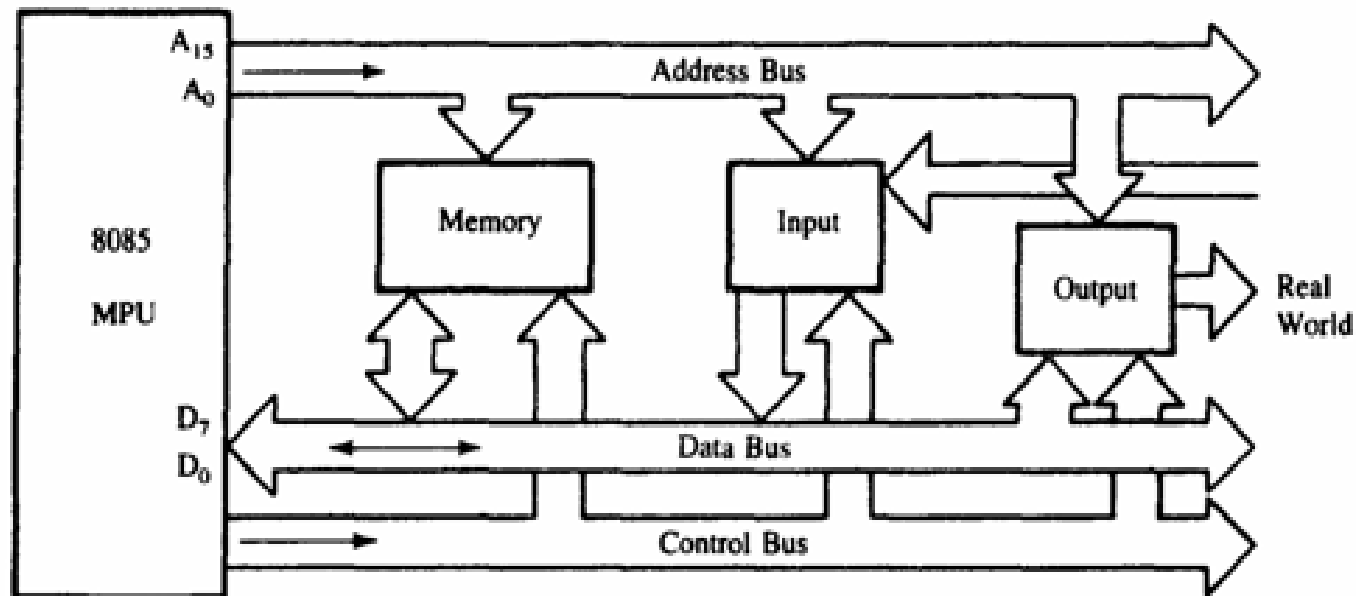 A₁₅
A₀
Address Bus
8085
MPU
Memory
Input
Output
Real
World
D₇
D₀
Data Bus
Control Bus